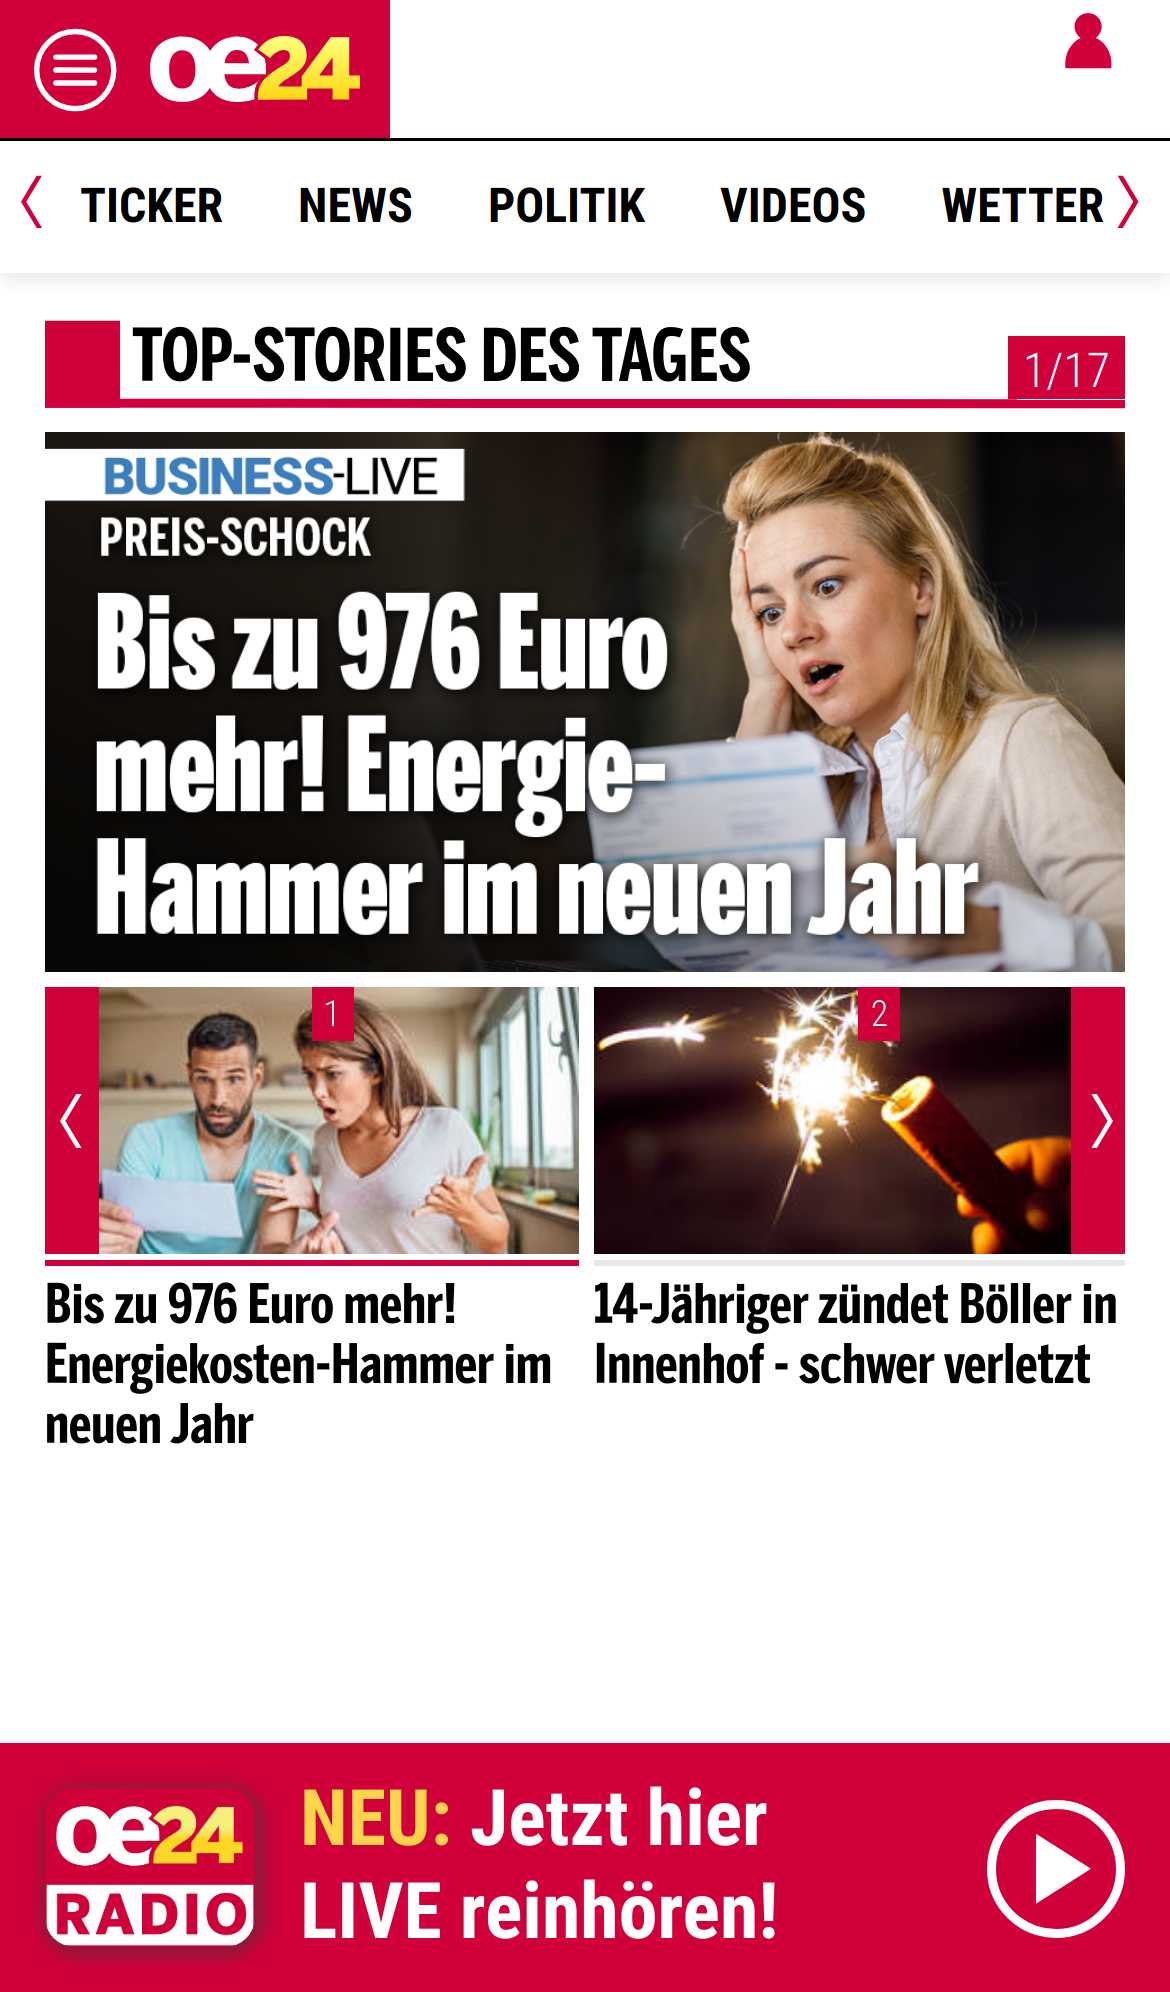 oe24
TICKER NEWS POLITIK VIDEOS WETTER
TOP-STORIES DES TAGES
1/17
BUSINESS-LIVE
PREIS-SCHOCK
Bis zu 976 Euro
mehr! Energie-
Hammer im neuen Jahr
1
2
Bis zu 976 Euro mehr!
Energiekosten-Hammer im
neuen Jahr
14-Jähriger zündet Böller in
Innenhof - schwer verletzt
oe24
RADIO
NEU: Jetzt hier
LIVE reinhören!